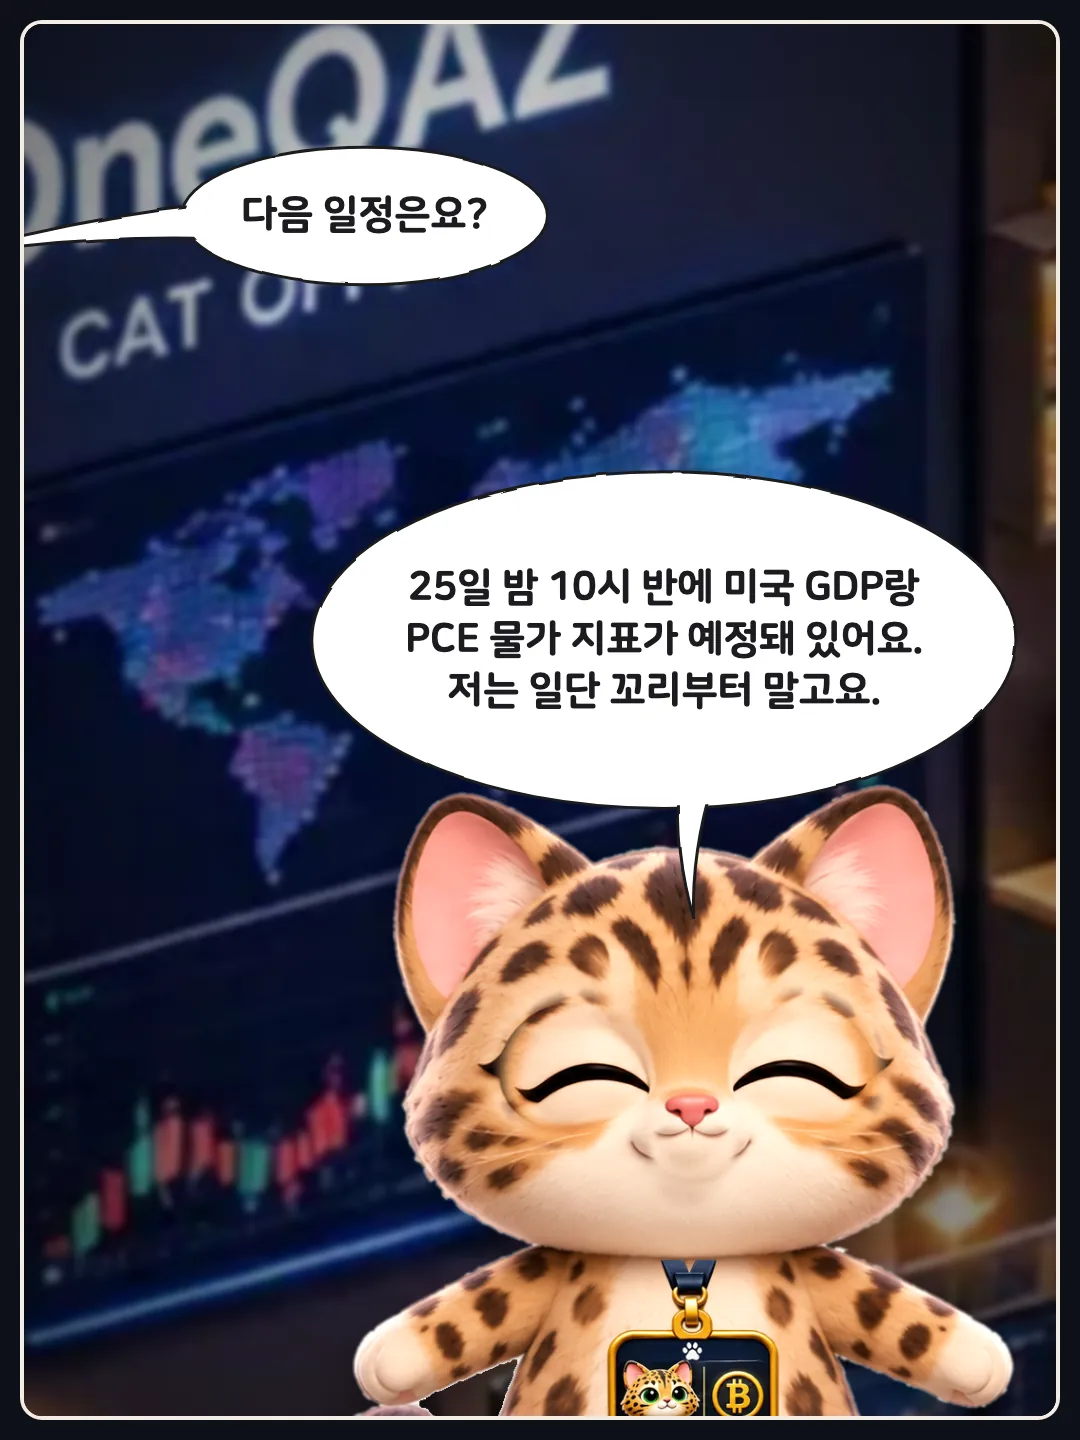 OneQAZ
다음 일정은요?
CAT
25일 밤 10시 반에 미국 GDP랑
PCE 물가 지표가 예정돼 있어요.
저는 일단 꼬리부터 말고요.